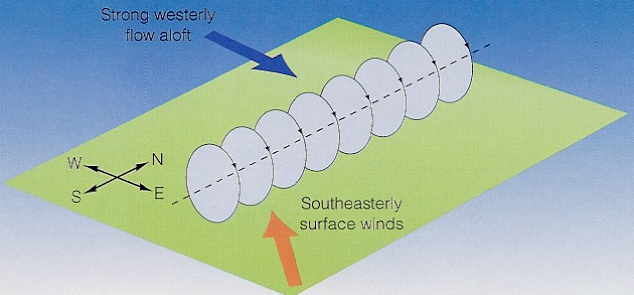 Strong westerly
flow aloft
W
N
S
E
Southeasterly
surface winds